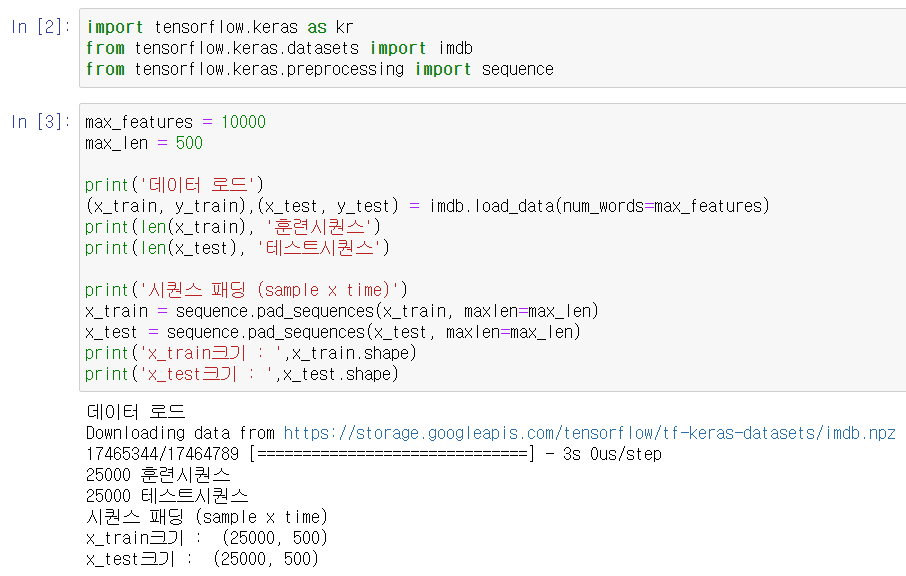 In [2]: import tensorflow.keras as kr
from tensorflow.keras.datasets import imdb
from tensorflow.keras.preprocessing import sequence
In [3]: max_features = 10000
max_len = 500
print('데이터 로드')
(x_train, y_train),(x_test, y_test) = imdb.load_data(num_words=max_features)
print(len(x_train), '훈련시퀀스')
print(len(x_test), '테스트시퀀스')
print('시퀀스 패딩 (sample x time)')
x_train = sequence.pad_sequences(x_train, maxlen=max_len)
x_test = sequence.pad_sequences(x_test, maxlen=max_len)
print('x_train크기 : ',x_train.shape)
print('x_test크기 : ',x_test.shape)
데이터 로드
Downloading data from https://storage.googleapis.com/tensorflow/tf-keras-datasets/imdb.npz
17465344/17464789 [==============================] - 3s 0us/step
25000 훈련시퀀스
25000 테스트시퀀스
시퀀스 패딩 (sample x time)
x_train크기 :  (25000, 500)
x_test크기 :  (25000, 500)